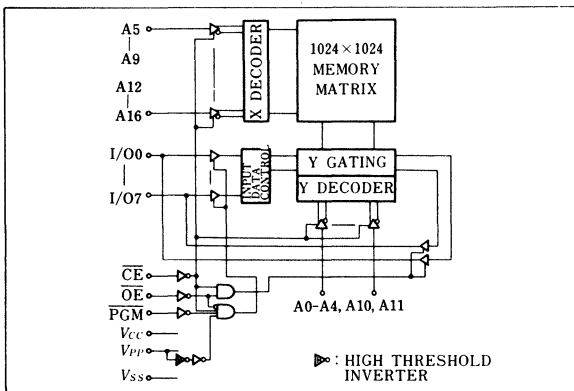 A5
A9
A12
A16
X DECODER
1024×1024
MEMORY
MATRIX
I/O0
I/O7
INPUT
DATA
CONTROL
Y GATING
Y DECODER
CE
OE
PGM
VCC
VPP
VSS
A0-A4, A10, A11
: HIGH THRESHOLD
INVERTER